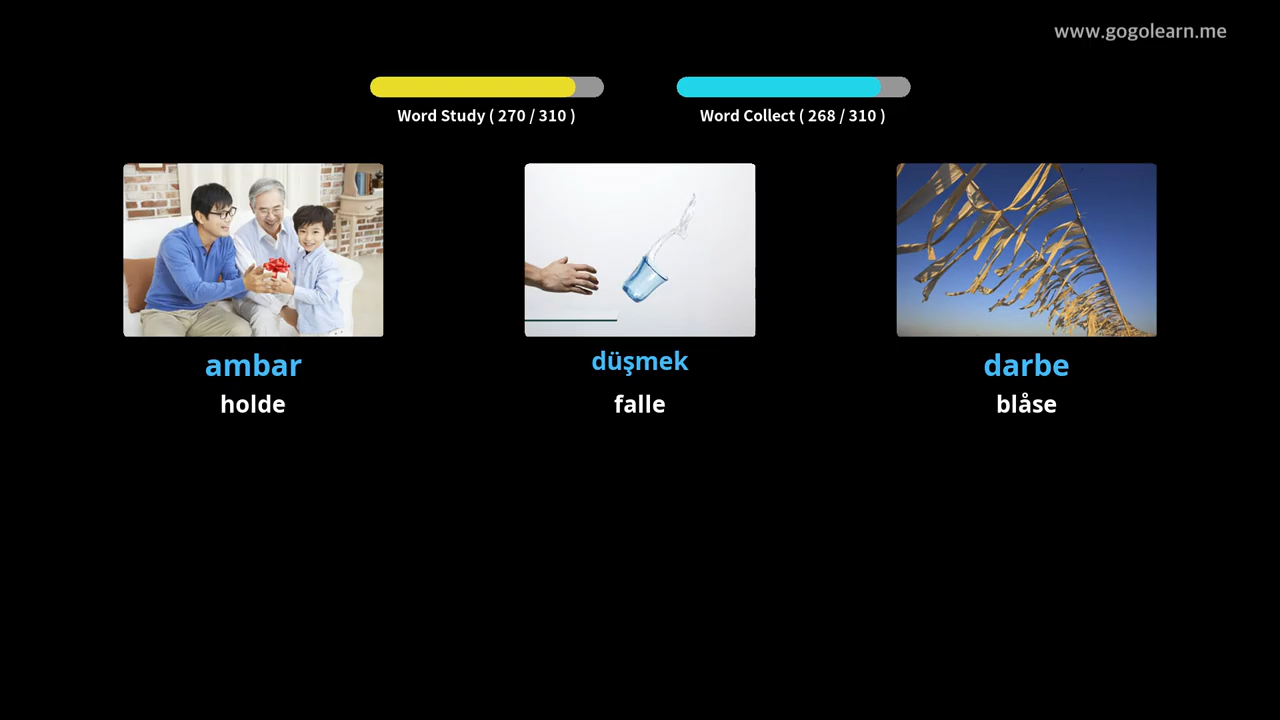 www.gogolearn.me
Word Study ( 270 / 310 )
Word Collect ( 268 / 310 )
ambar
holde
düşmek
falle
darbe
blåse